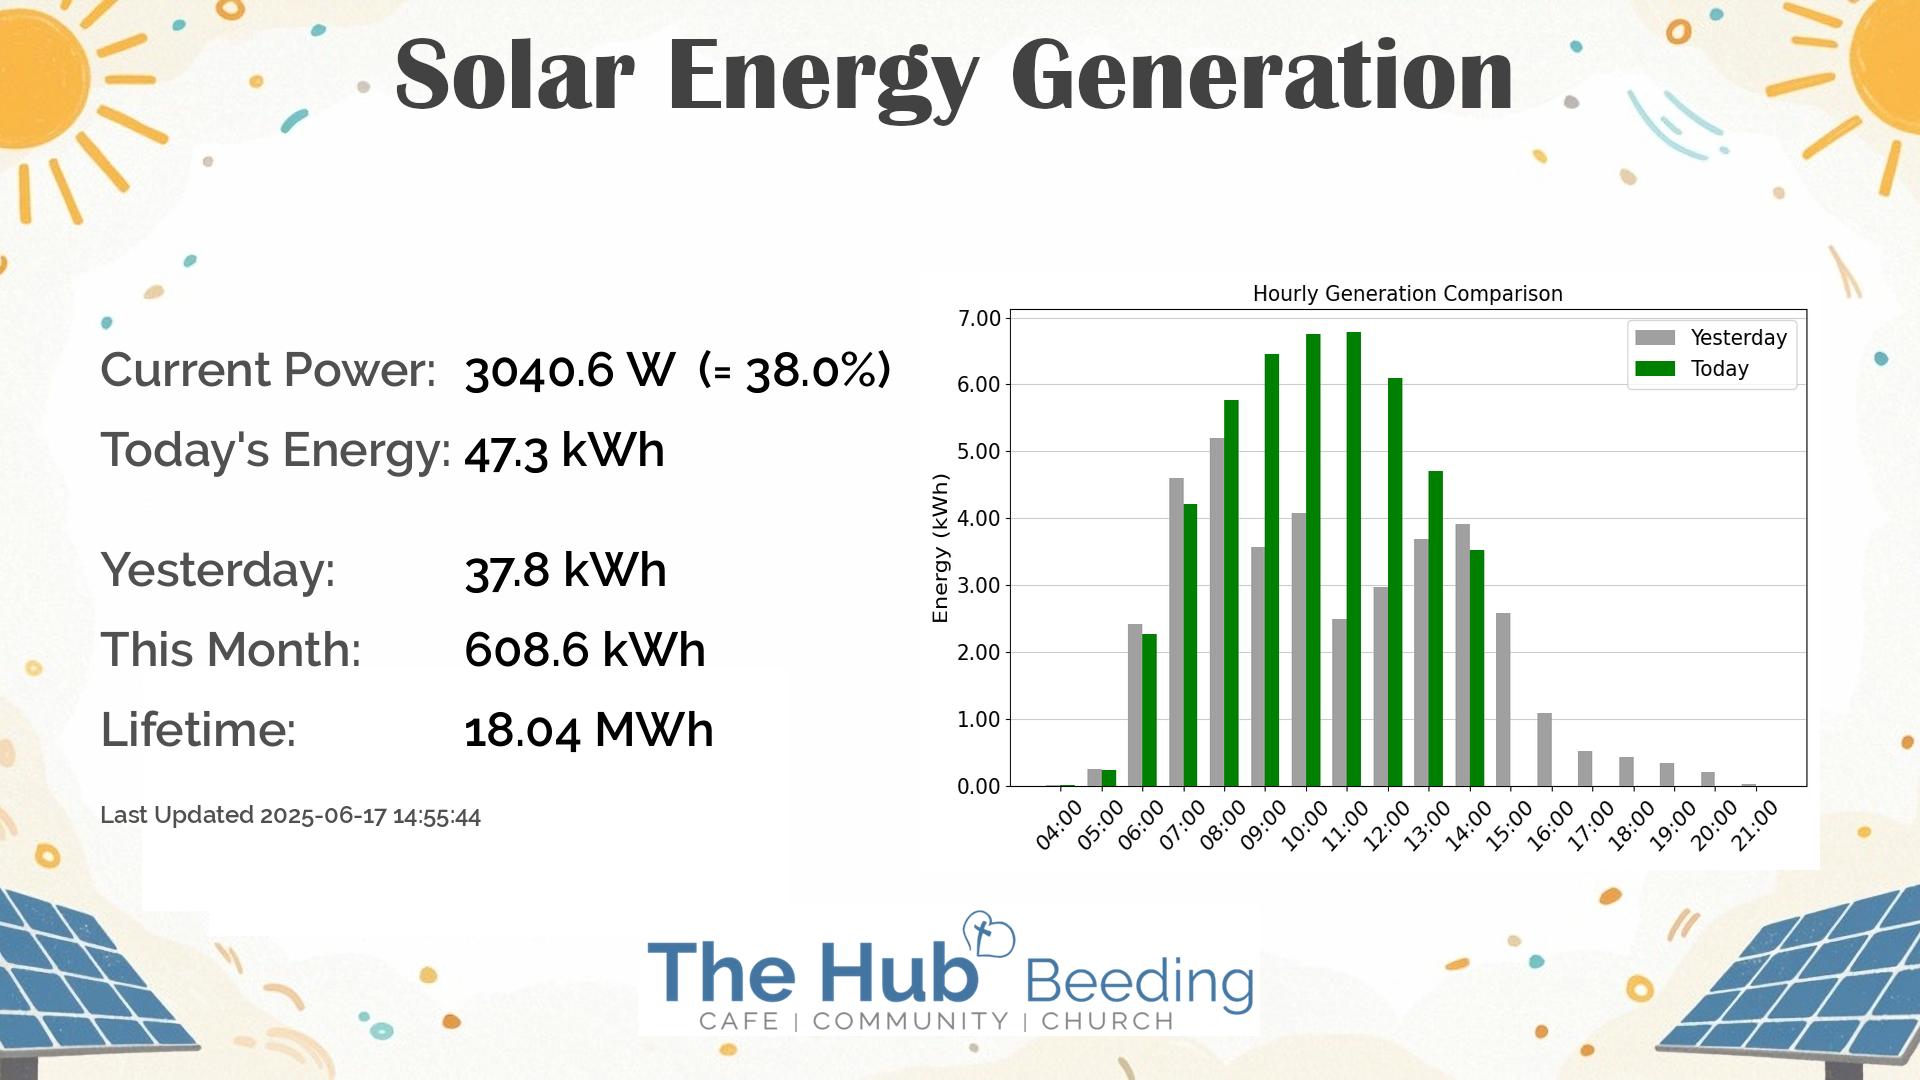 Solar Energy Generation
Current Power: 3040.6 W (= 38.0%)
Today's Energy: 47.3 kWh
Yesterday: 37.8 kWh
This Month: 608.6 kWh
Lifetime: 18.04 MWh
Last Updated 2025-06-17 14:55:44
Hourly Generation Comparison
Yesterday
Today
Energy (kWh)
7.00
6.00
5.00
4.00
3.00
2.00
1.00
0.00
04:00 05:00 06:00 07:00 08:00 09:00 10:00 11:00 12:00 13:00 14:00 15:00 16:00 17:00 18:00 19:00 20:00 21:00
The Hub Beeding
CAFE | COMMUNITY | CHURCH